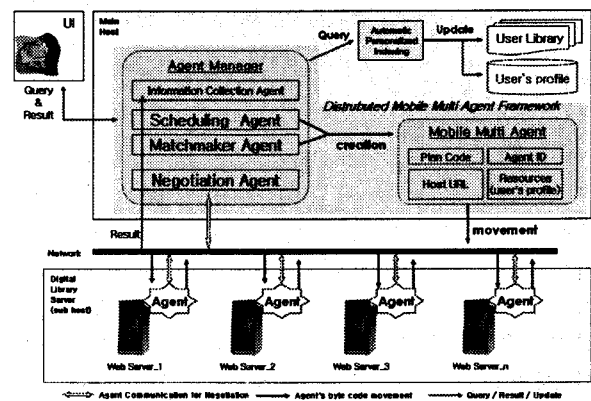 UI
Query
&
Result
Main
Host
Agent Manager
Information Collection Agent
Scheduling Agent
Matchmaker Agent
Negotiation Agent
Query
Automatic
Personalized
Indexing
Update
User Library
User's profile
Distrubuted Mobile Multi Agent Framework
creation
Mobile Multi Agent
Plan Code
Agent ID
Host URL
Resources
(user's profile)
Result
movement
Network
Digital
Library
Server
(sub host)
Agent
Agent
Agent
Agent
Web Server_1
Web Server_2
Web Server_3
Web Server_n
Agent Communication for Negotiation
Agent's byte code movement
Query / Result / Update